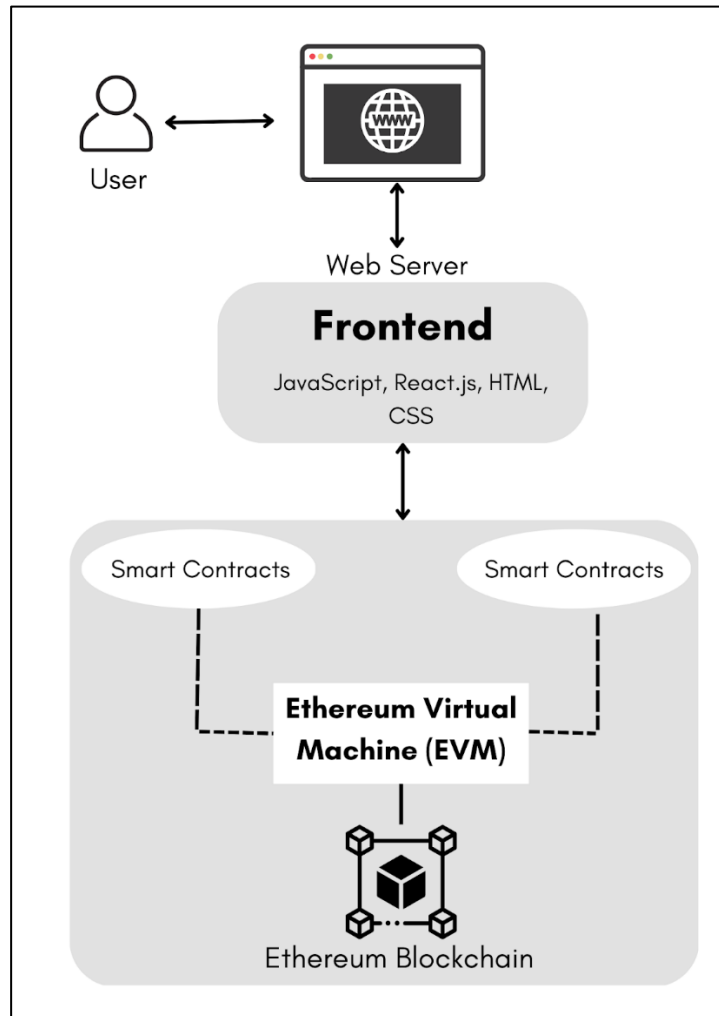 WWW
User
Web Server
Frontend
JavaScript, React.js, HTML,
CSS
Smart Contracts
Smart Contracts
Ethereum Virtual
Machine (EVM)
Ethereum Blockchain